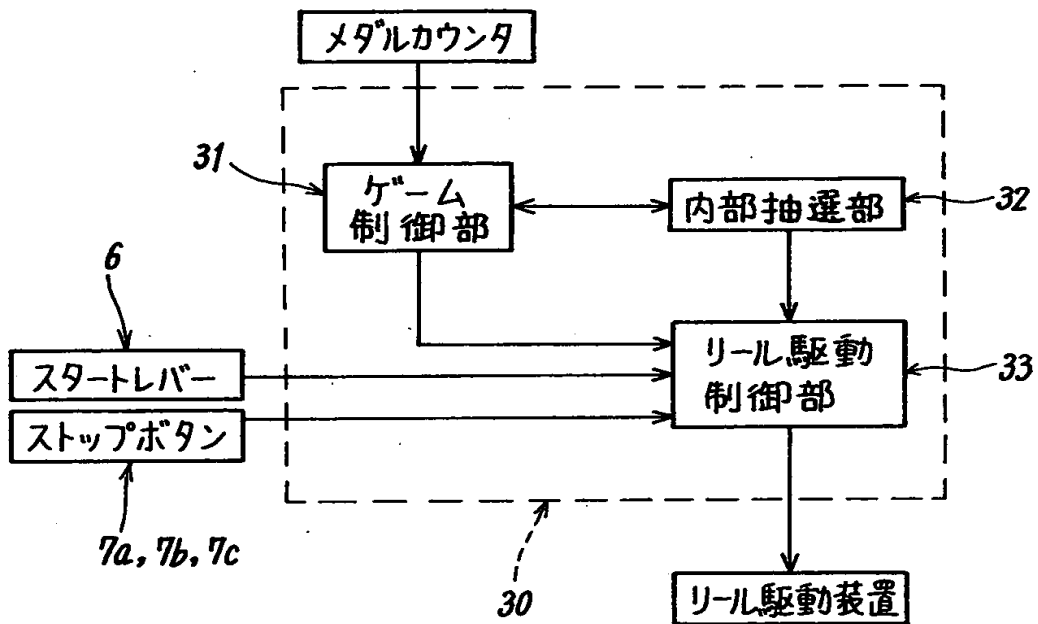 メダルカウンタ
31
ゲーム
制御部
内部抽選部
32
6
スタートレバー
リール駆動
制御部
33
ストップボタン
7a, 7b, 7c
30
リール駆動装置